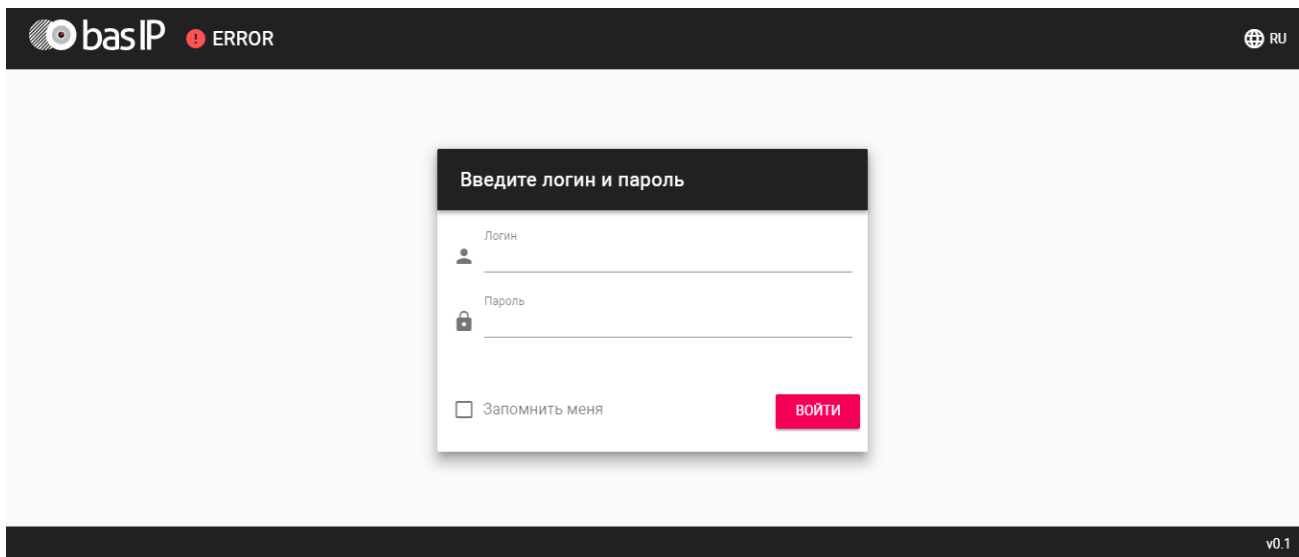 bas IP ERROR
RU
Введите логин и пароль
Логин
Пароль
Запомнить меня
ВОЙТИ
v0.1